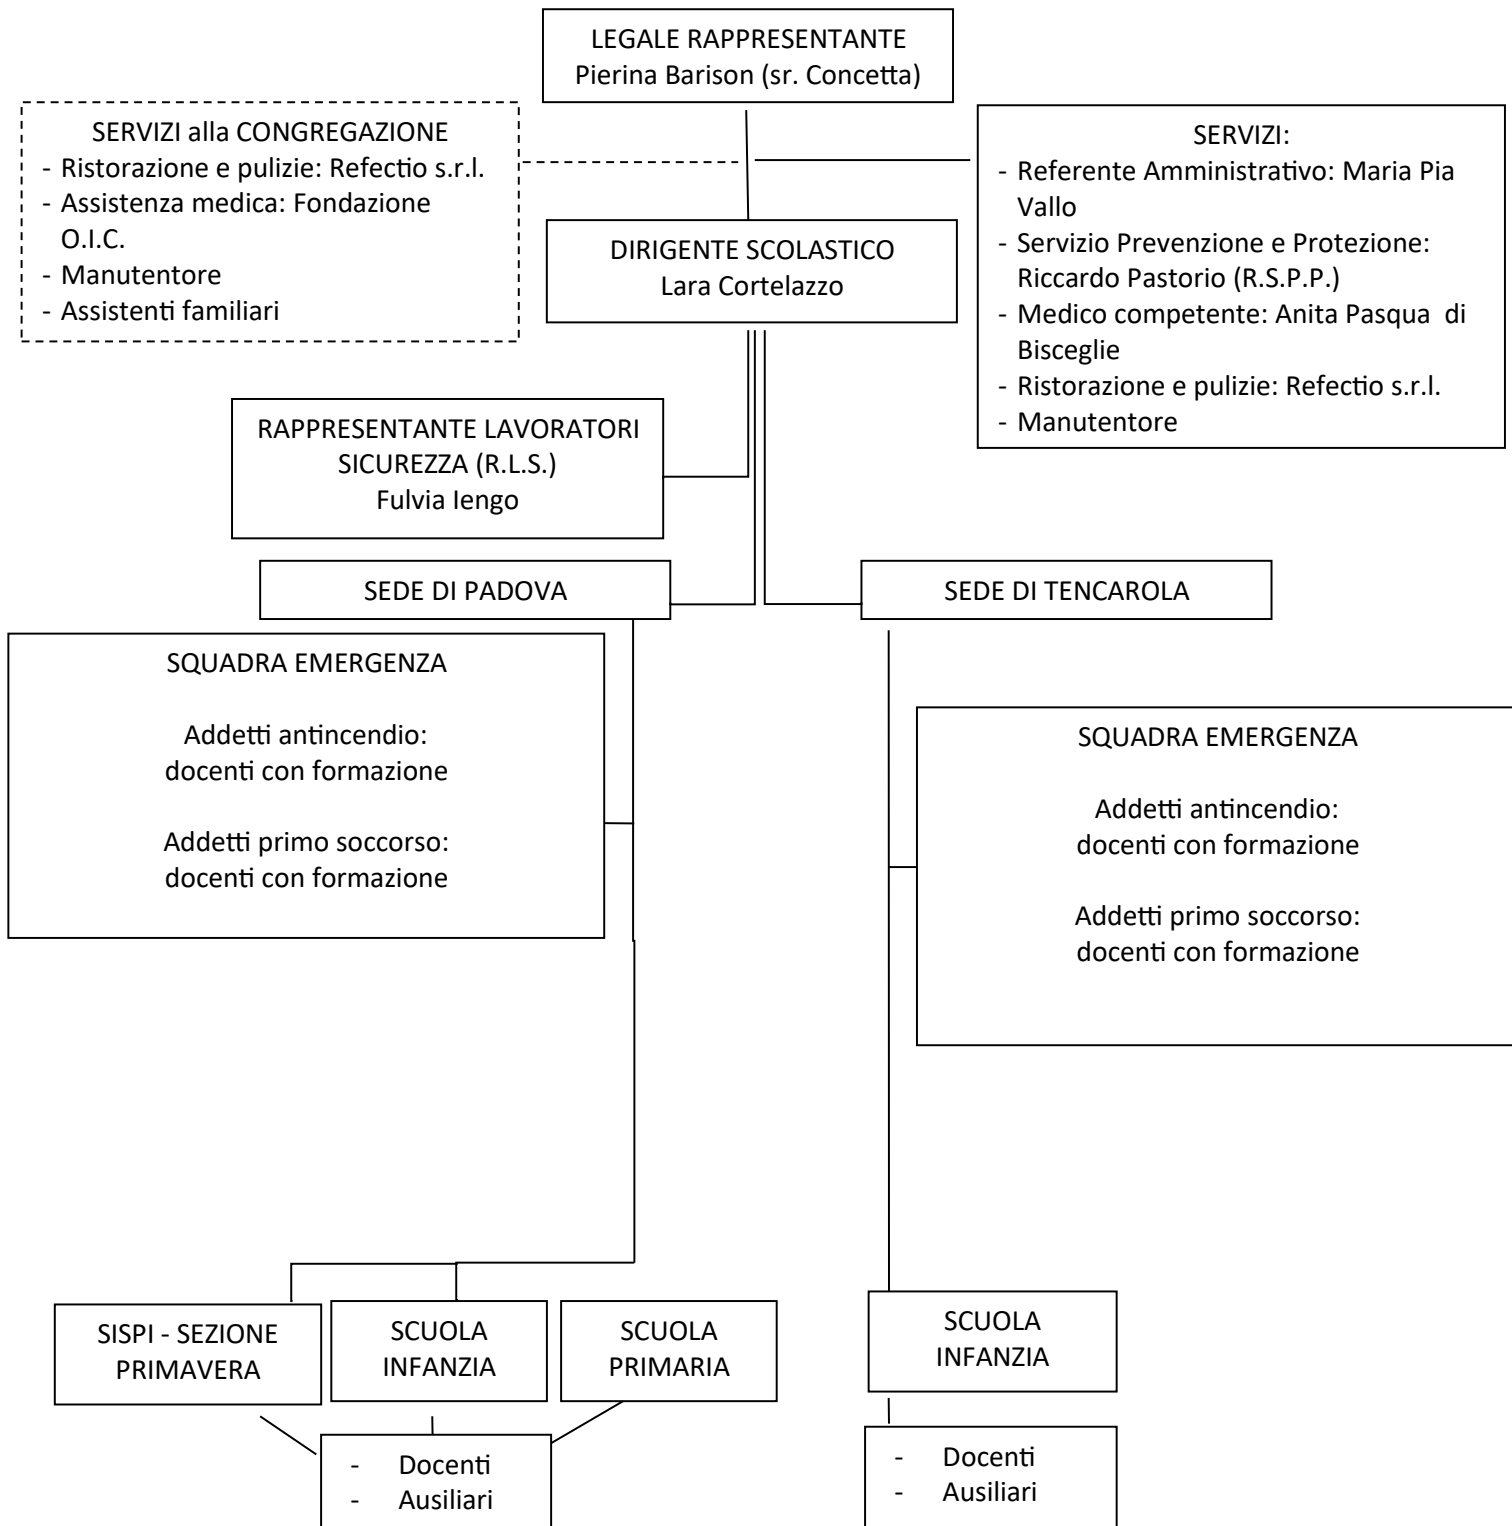 LEGALE RAPPRESENTANTE
Pierina Barison (sr. Concetta)
SERVIZI alla CONGREGAZIONE
- Ristorazione e pulizie: Refectio s.r.l.
- Assistenza medica: Fondazione
O.I.C.
- Manutentore
- Assistenti familiari
SERVIZI:
- Referente Amministrativo: Maria Pia
Vallo
- Servizio Prevenzione e Protezione:
Riccardo Pastorio (R.S.P.P.)
- Medico competente: Anita Pasqua  di
Bisceglie
- Ristorazione e pulizie: Refectio s.r.l.
- Manutentore
DIRIGENTE SCOLASTICO
Lara Cortelazzo
RAPPRESENTANTE LAVORATORI
SICUREZZA (R.L.S.)
Fulvia Iengo
SEDE DI PADOVA
SEDE DI TENCAROLA
SQUADRA EMERGENZA
Addetti antincendio:
docenti con formazione
Addetti primo soccorso:
docenti con formazione
SQUADRA EMERGENZA
Addetti antincendio:
docenti con formazione
Addetti primo soccorso:
docenti con formazione
SISPI - SEZIONE
PRIMAVERA
SCUOLA
INFANZIA
SCUOLA
PRIMARIA
SCUOLA
INFANZIA
- Docenti
- Ausiliari
- Docenti
- Ausiliari